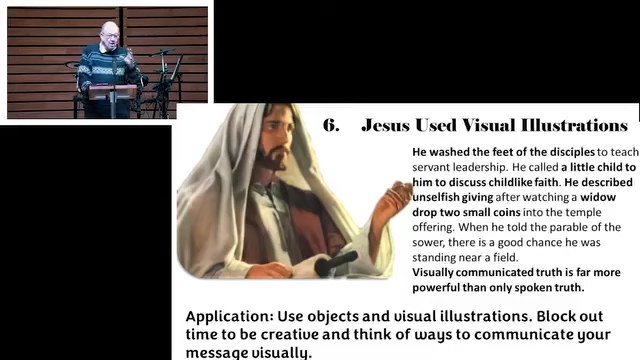 6. Jesus Used Visual Illustrations
He washed the feet of the disciples to teach
servant leadership. He called a little child to
him to discuss childlike faith. He described
unselfish giving after watching a widow
drop two small coins into the temple
offering. When he told the parable of the
sower, there is a good chance he was
standing near a field.
Visually communicated truth is far more
powerful than only spoken truth.
Application: Use objects and visual illustrations. Block out
time to be creative and think of ways to communicate your
message visually.